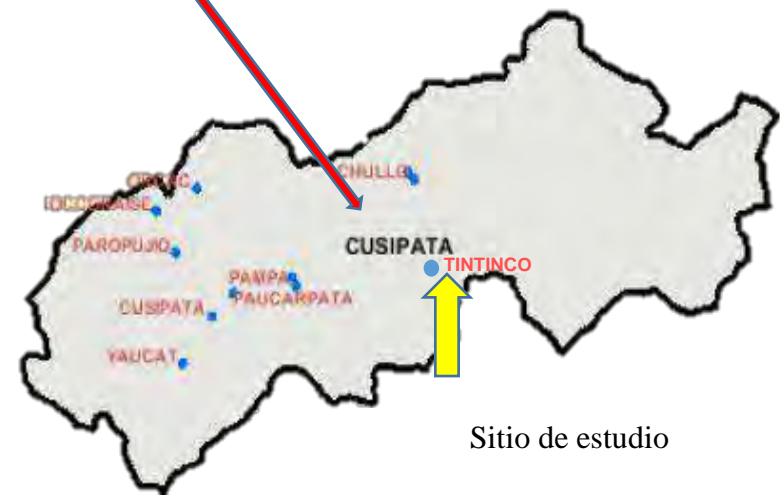 CHULLO
PAROPUJIO
CUSIPATA
TINTINCO
PAMPA
PAUCARPATA
CUSIPATA
YAUCAT
Sitio de estudio